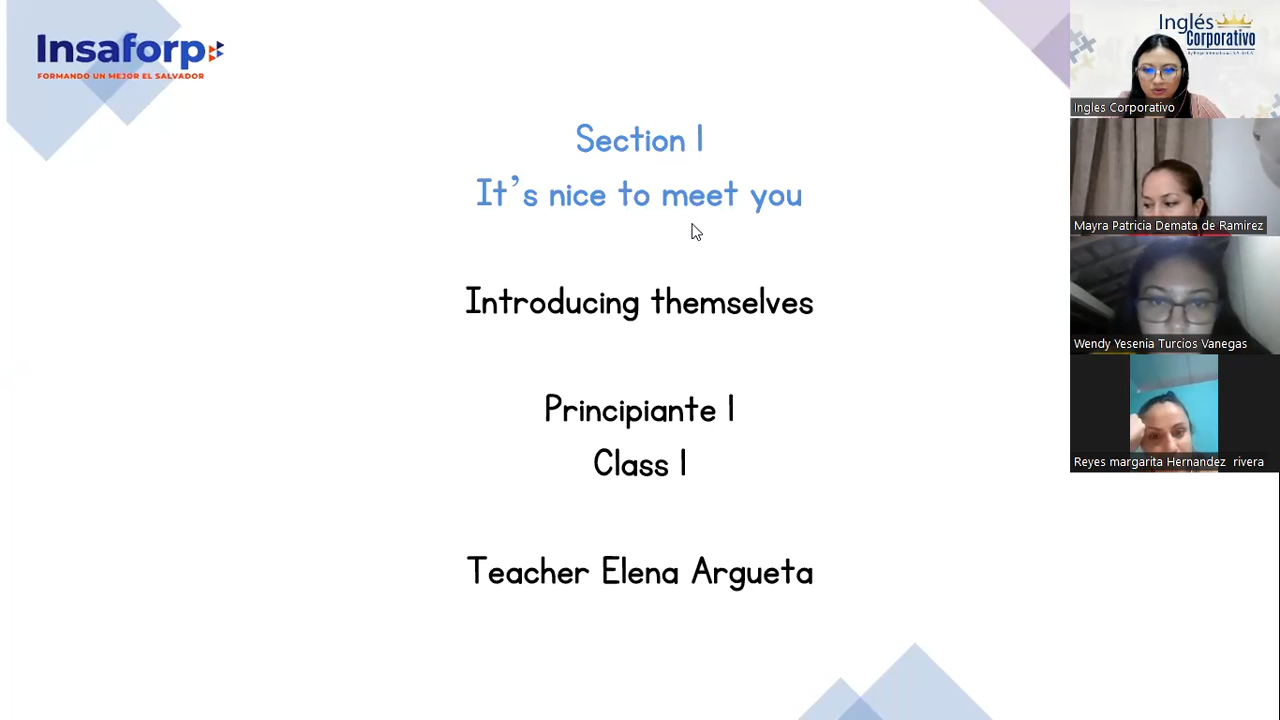 Insaforp
FORMANDO UN MEJOR EL SALVADOR
Section 1
It's nice to meet you
Introducing themselves
Principiante 1
Class 1
Teacher Elena Argueta
Inglés
Corporativo
Ingles Corporativo
Mayra Patricia Demata de Ramirez
Wendy Yesenia Turcios Vanegas
Reyes margarita Hernandez rivera